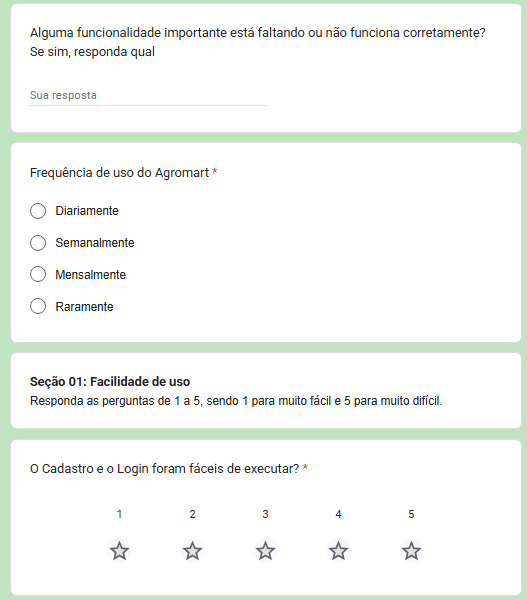 Alguma funcionalidade importante está faltando ou não funciona corretamente?
Se sim, responda qual
Sua resposta
Frequência de uso do Agromart *
Diariamente
Semanalmente
Mensalmente
Raramente
Seção 01: Facilidade de uso
Responda as perguntas de 1 a 5, sendo 1 para muito fácil e 5 para muito difícil.
O Cadastro e o Login foram fáceis de executar? *
1 2 3 4 5